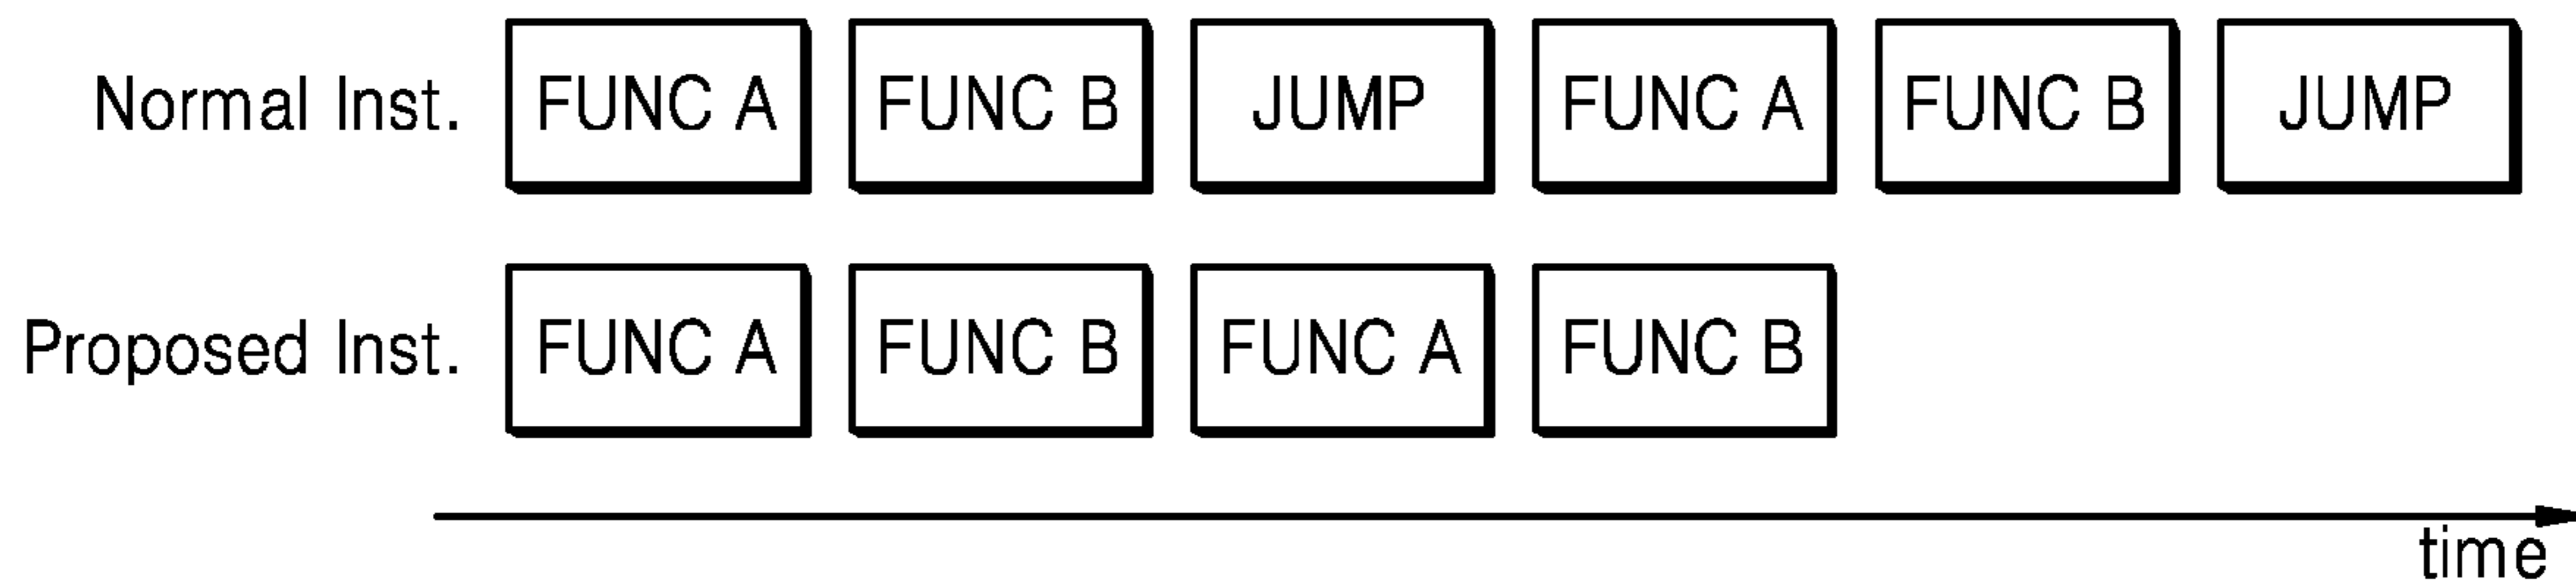 Normal Inst. FUNC A FUNC B JUMP FUNC A FUNC B JUMP
Proposed Inst. FUNC A FUNC B FUNC A FUNC B
time